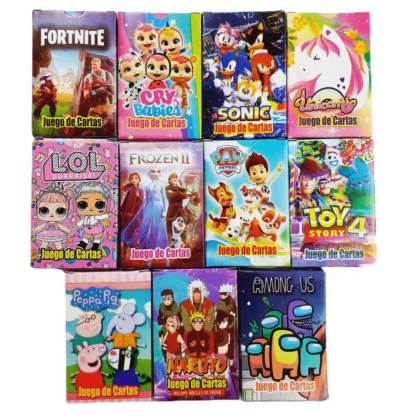 FORTNITE
Juego de Cartas
CRY
Babies
Juego de Cartas
SONIC
Juego de Cartas
Unicornio
Juego de Cartas
L.O.L
SURPRISE!
Juego de Cartas
FROZEN II
Juego de Cartas
PAW
PATROL
Juego de Cartas
TOY
STORY 4
Juego de Cartas
Peppa Pig
Juego de Cartas
NARUTO
Juego de Cartas
AMONG US
Juego de Cartas